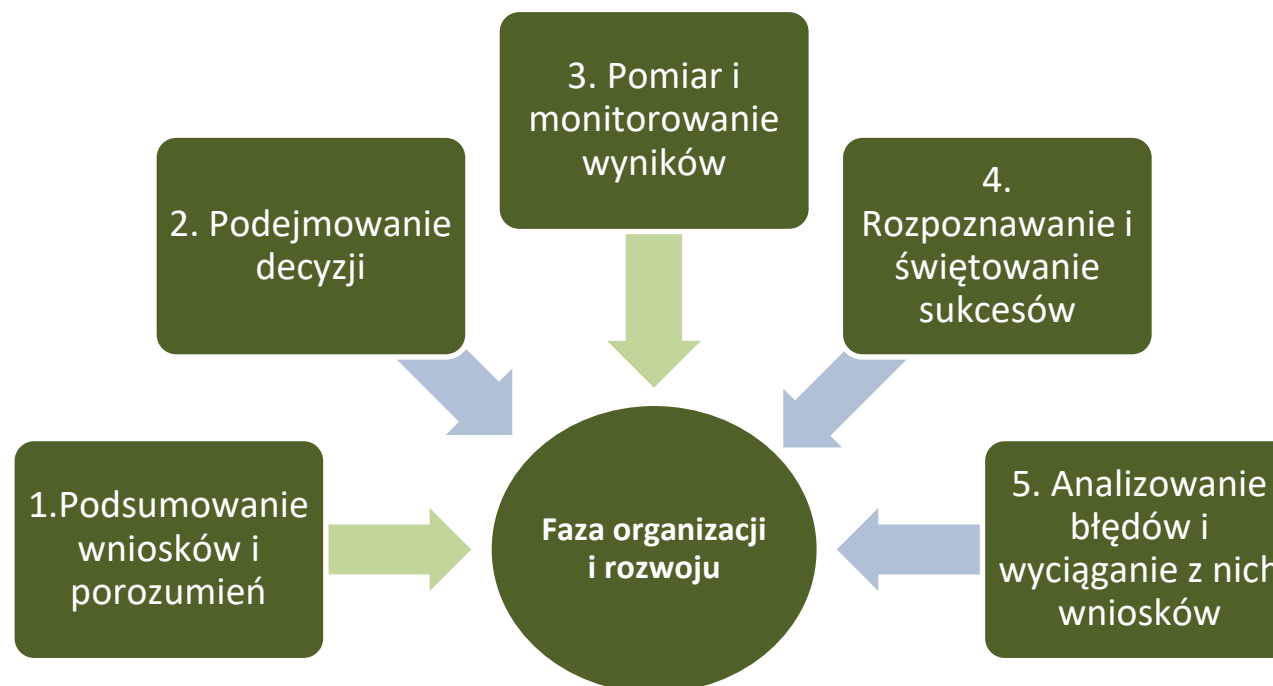 3. Pomiar i
monitorowanie
wyników
2. Podejmowanie
decyzji
4.
Rozpoznawanie i
świętowanie
sukcesów
1.Podsumowanie
wniosków i
porozumień
Faza organizacji
i rozwoju
5. Analizowanie
błędów i
wyciąganie z nich
wniosków